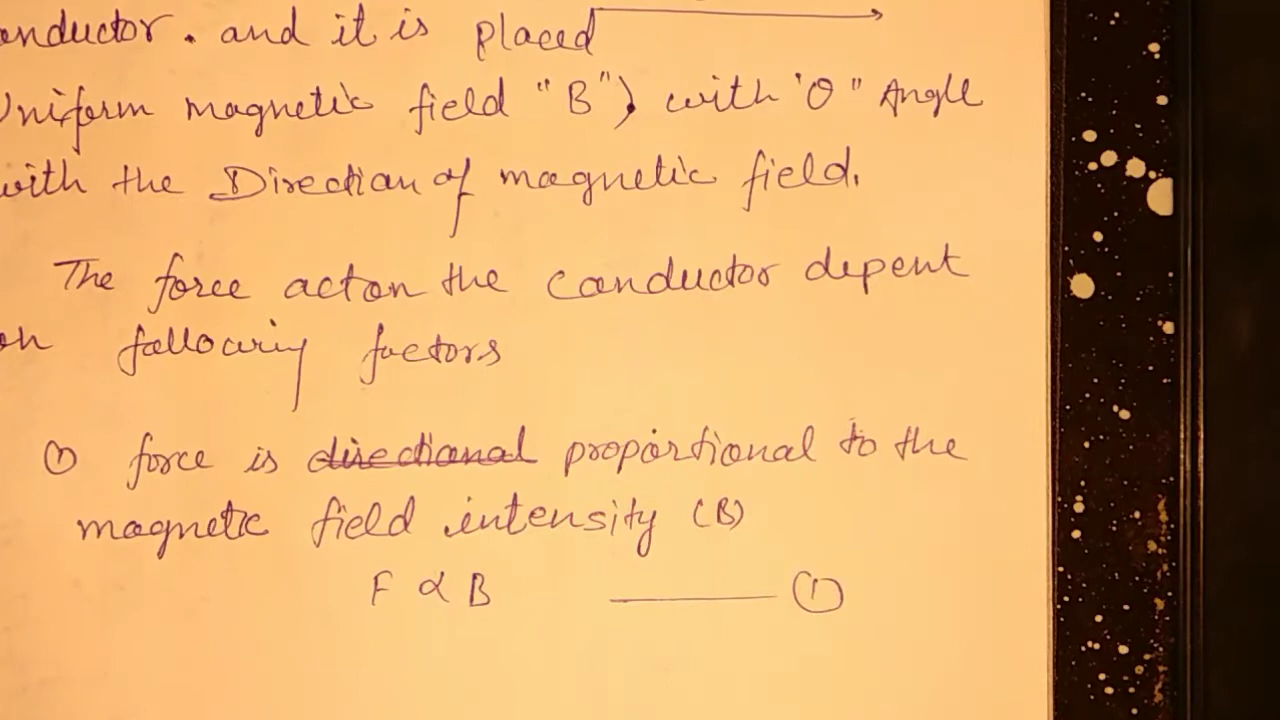 onductor. and it is placed
Uniform magnetic field "B") with 'θ" Angle
with the Direction of magnetic field.
The force act on the conductor depent
on following factors
① force is directional proportional to the
magnetic field intensity (B)
F ∝ B ——— ①